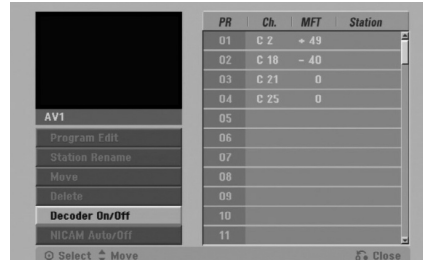 PR Ch. MFT Station
01 C 2 + 49
02 C 18 - 40
03 C 21 0
04 C 25 0
05
06
07
08
09
10
11
AV1
Program Edit
Station Rename
Move
Delete
Decoder On/Off
NICAM Auto/Off
Select Move
Close